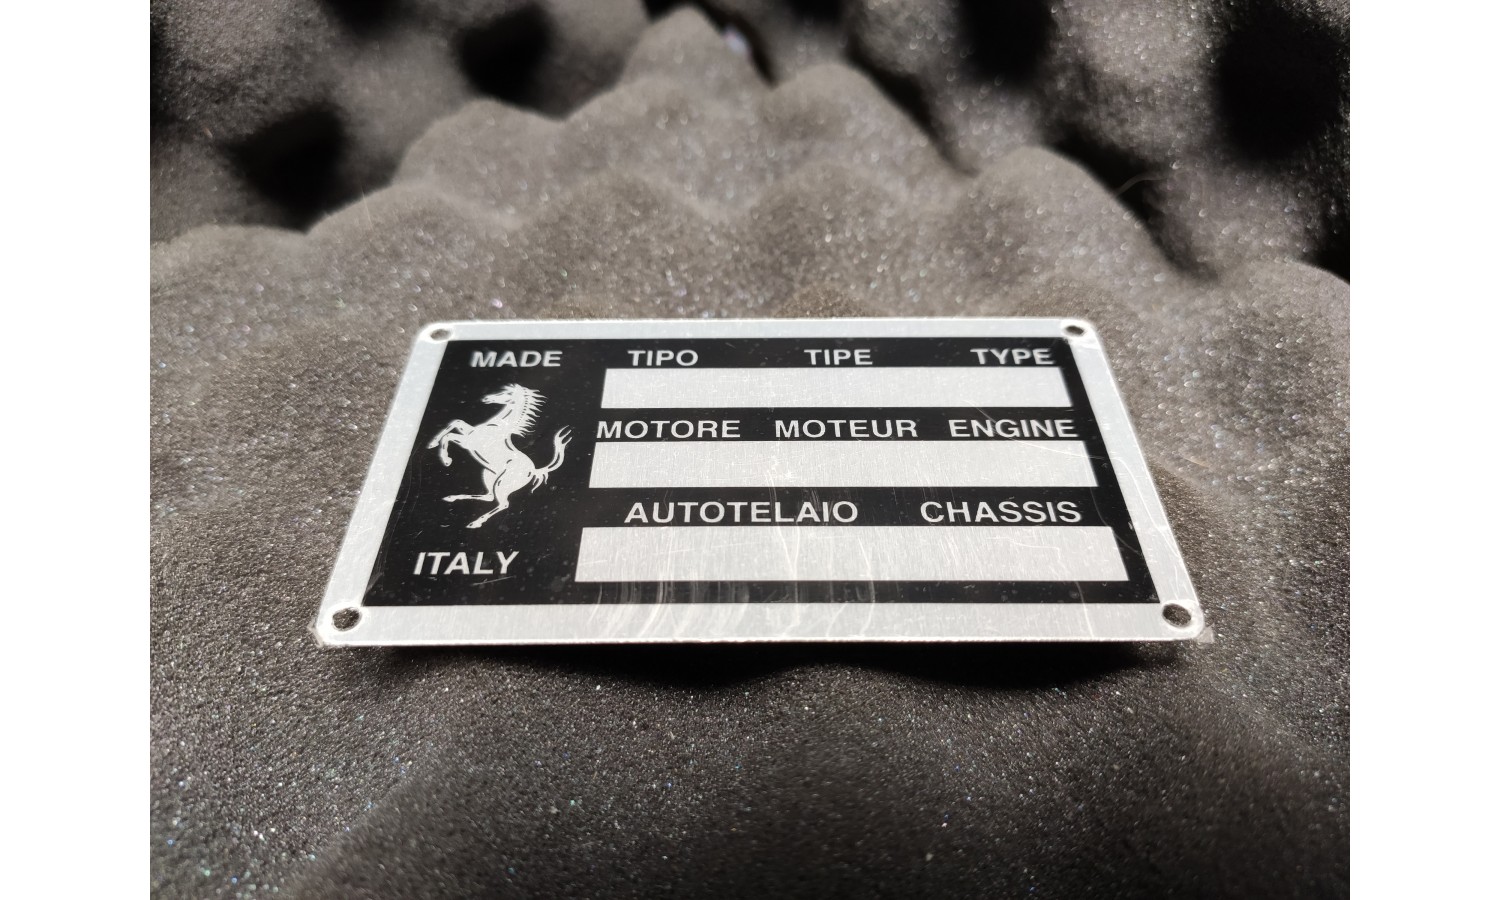 MADE TIPO TIPE TYPE
MOTORE MOTEUR ENGINE
AUTOTELAIO CHASSIS
ITALY